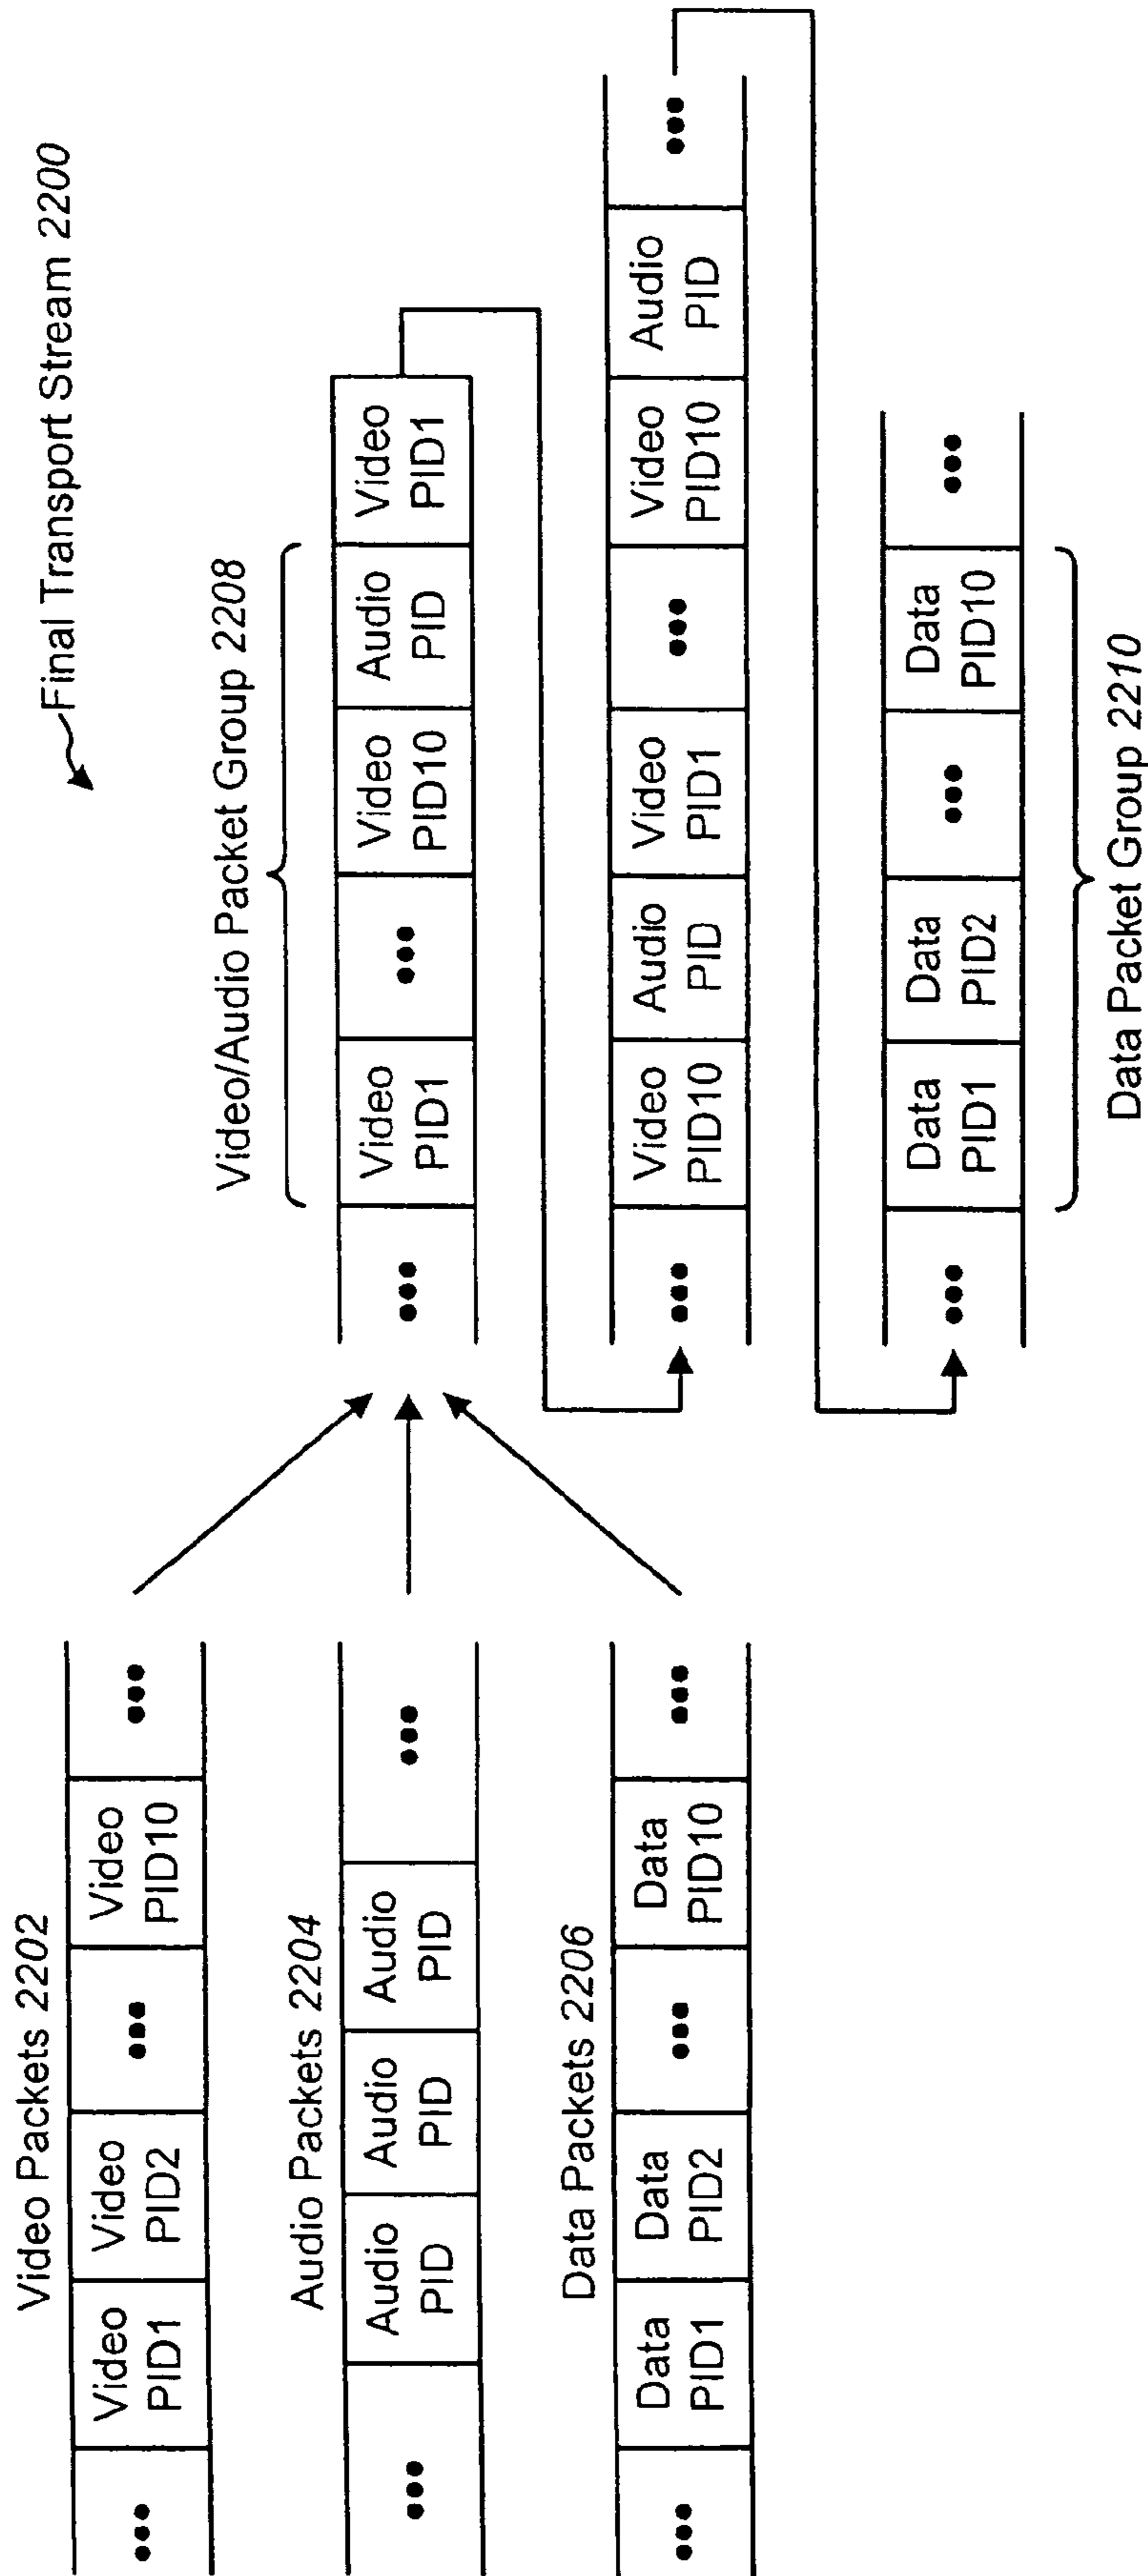 Final Transport Stream 2200
Video Packets 2202
••• Video PID1 Video PID2 ••• Video PID10 •••
Audio Packets 2204
••• Audio PID Audio PID Audio PID •••
Data Packets 2206
••• Data PID1 Data PID2 ••• Data PID10 •••
Video/Audio Packet Group 2208
••• Video PID1 ••• Video PID10 Audio PID Video PID1
••• Video PID10 Audio PID Video PID1 ••• Video PID10 Audio PID •••
••• Data PID1 Data PID2 ••• Data PID10 •••
Data Packet Group 2210